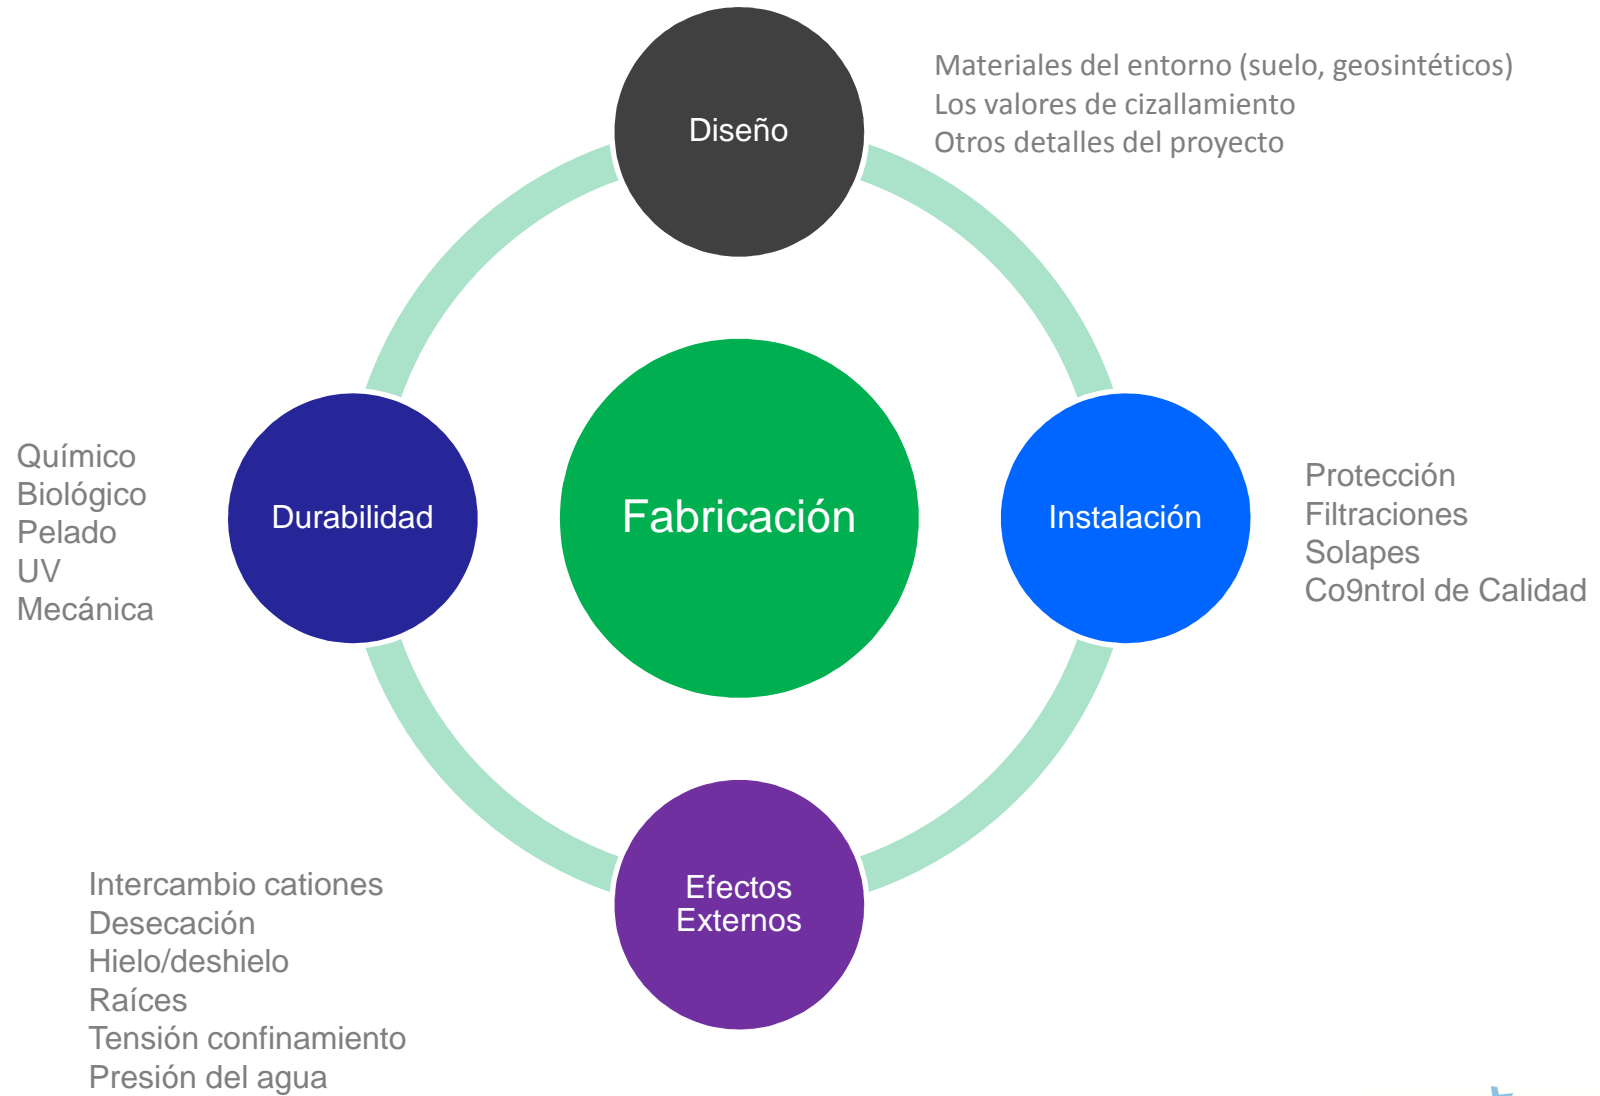 Diseño
Materiales del entorno (suelo, geosintéticos)
Los valores de cizallamiento
Otros detalles del proyecto
Químico
Biológico
Pelado
UV
Mecánica
Durabilidad
Fabricación
Instalación
Protección
Filtraciones
Solapes
Co9ntrol de Calidad
Efectos
Externos
Intercambio cationes
Desecación
Hielo/deshielo
Raíces
Tensión confinamiento
Presión del agua